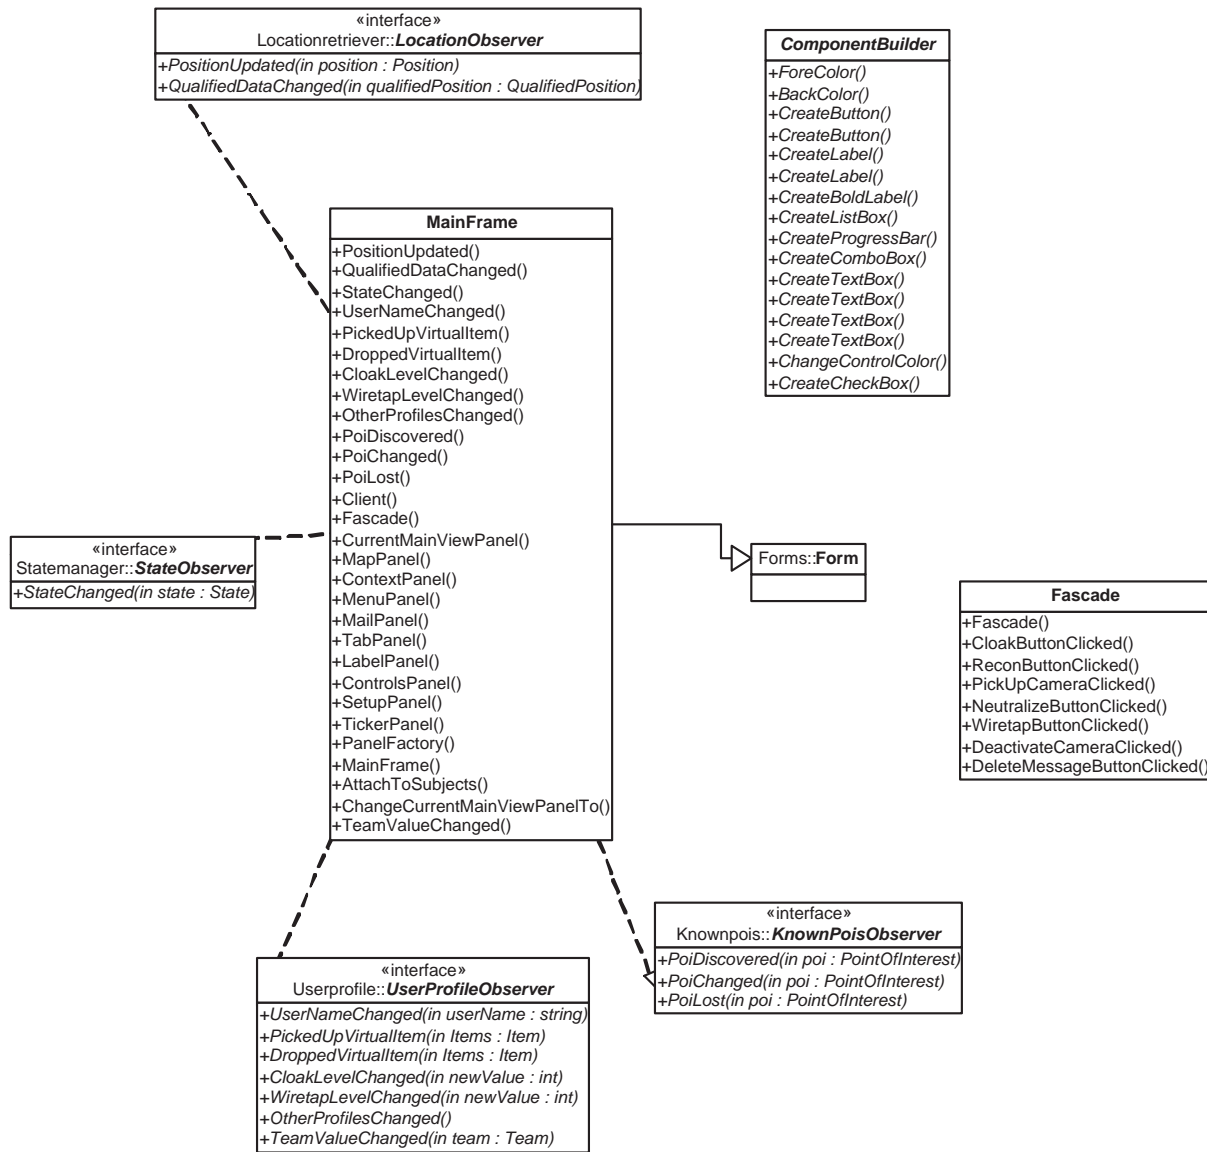 «interface»
Locationretriever::LocationObserver
+PositionUpdated(in position : Position)
+QualifiedDataChanged(in qualifiedPosition : QualifiedPosition)
ComponentBuilder
+ForeColor()
+BackColor()
+CreateButton()
+CreateButton()
+CreateLabel()
+CreateLabel()
+CreateBoldLabel()
+CreateListBox()
+CreateProgressBar()
+CreateComboBox()
+CreateTextBox()
+CreateTextBox()
+CreateTextBox()
+CreateTextBox()
+ChangeControlColor()
+CreateCheckBox()
MainFrame
+PositionUpdated()
+QualifiedDataChanged()
+StateChanged()
+UserNameChanged()
+PickedUpVirtualItem()
+DroppedVirtualItem()
+CloakLevelChanged()
+WiretapLevelChanged()
+OtherProfilesChanged()
+PoiDiscovered()
+PoiChanged()
+PoiLost()
+Client()
+Fascade()
+CurrentMainViewPanel()
+MapPanel()
+ContextPanel()
+MenuPanel()
+MailPanel()
+TabPanel()
+LabelPanel()
+ControlsPanel()
+SetupPanel()
+TickerPanel()
+PanelFactory()
+MainFrame()
+AttachToSubjects()
+ChangeCurrentMainViewPanelTo()
+TeamValueChanged()
«interface»
Statemanager::StateObserver
+StateChanged(in state : State)
Forms::Form
Fascade
+Fascade()
+CloakButtonClicked()
+ReconButtonClicked()
+PickUpCameraClicked()
+NeutralizeButtonClicked()
+WiretapButtonClicked()
+DeactivateCameraClicked()
+DeleteMessageButtonClicked()
«interface»
Knownpois::KnownPoisObserver
+PoiDiscovered(in poi : PointOfInterest)
+PoiChanged(in poi : PointOfInterest)
+PoiLost(in poi : PointOfInterest)
«interface»
Userprofile::UserProfileObserver
+UserNameChanged(in userName : string)
+PickedUpVirtualItem(in Items : Item)
+DroppedVirtualItem(in Items : Item)
+CloakLevelChanged(in newValue : int)
+WiretapLevelChanged(in newValue : int)
+OtherProfilesChanged()
+TeamValueChanged(in team : Team)